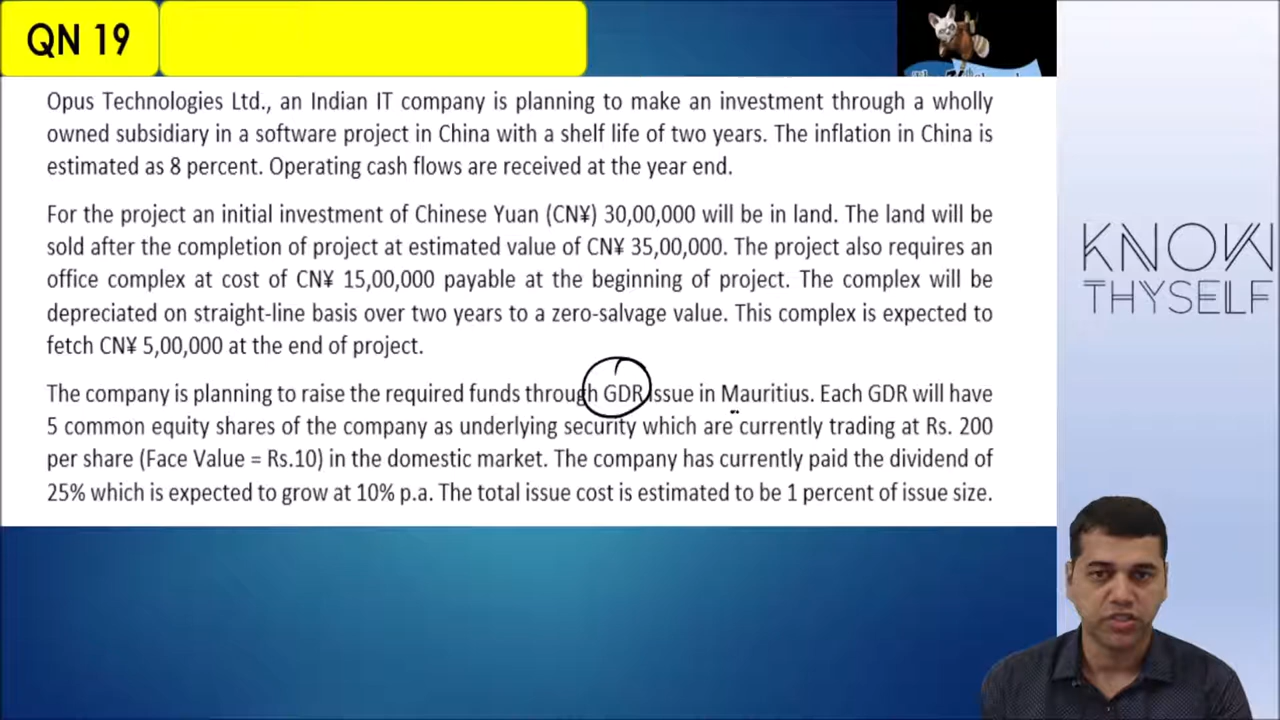 QN 19
Opus Technologies Ltd., an Indian IT company is planning to make an investment through a wholly
owned subsidiary in a software project in China with a shelf life of two years. The inflation in China is
estimated as 8 percent. Operating cash flows are received at the year end.
For the project an initial investment of Chinese Yuan (CN¥) 30,00,000 will be in land. The land will be
sold after the completion of project at estimated value of CN¥ 35,00,000. The project also requires an
office complex at cost of CN¥ 15,00,000 payable at the beginning of project. The complex will be
depreciated on straight-line basis over two years to a zero-salvage value. This complex is expected to
fetch CN¥ 5,00,000 at the end of project.
The company is planning to raise the required funds through GDR issue in Mauritius. Each GDR will have
5 common equity shares of the company as underlying security which are currently trading at Rs. 200
per share (Face Value = Rs.10) in the domestic market. The company has currently paid the dividend of
25% which is expected to grow at 10% p.a. The total issue cost is estimated to be 1 percent of issue size.
KNOW
THYSELF